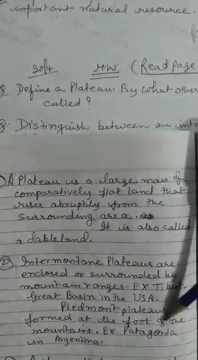 important natural resource.
30th H.W (Read page
Q Define a Plateau. By what other
called?
Q Distinguish between an
1) A Plateau is a large mass of
comparatively flat land that
rises abruptly from the
surrounding area.
It is also called
a tableland.
2) Intermontane Plateaus are
enclosed or surrounded by
mountain ranges. EX
Great Basin in the USA.
Piedmont plateau
formed at the foot of the
mountains. Ex. Patagonia
in Argentina.